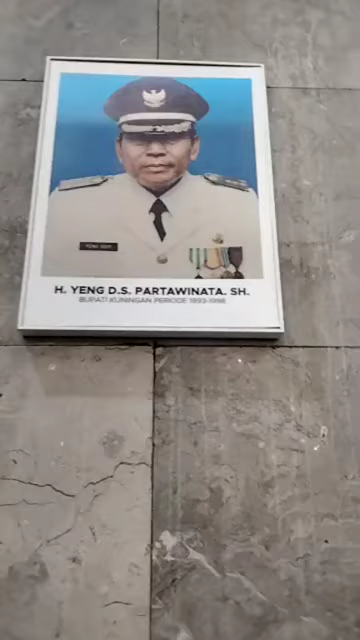 H. YENG D.S. PARTAWINATA. SH.
BUPATI KUNINGAN PERIODE 1993-1998